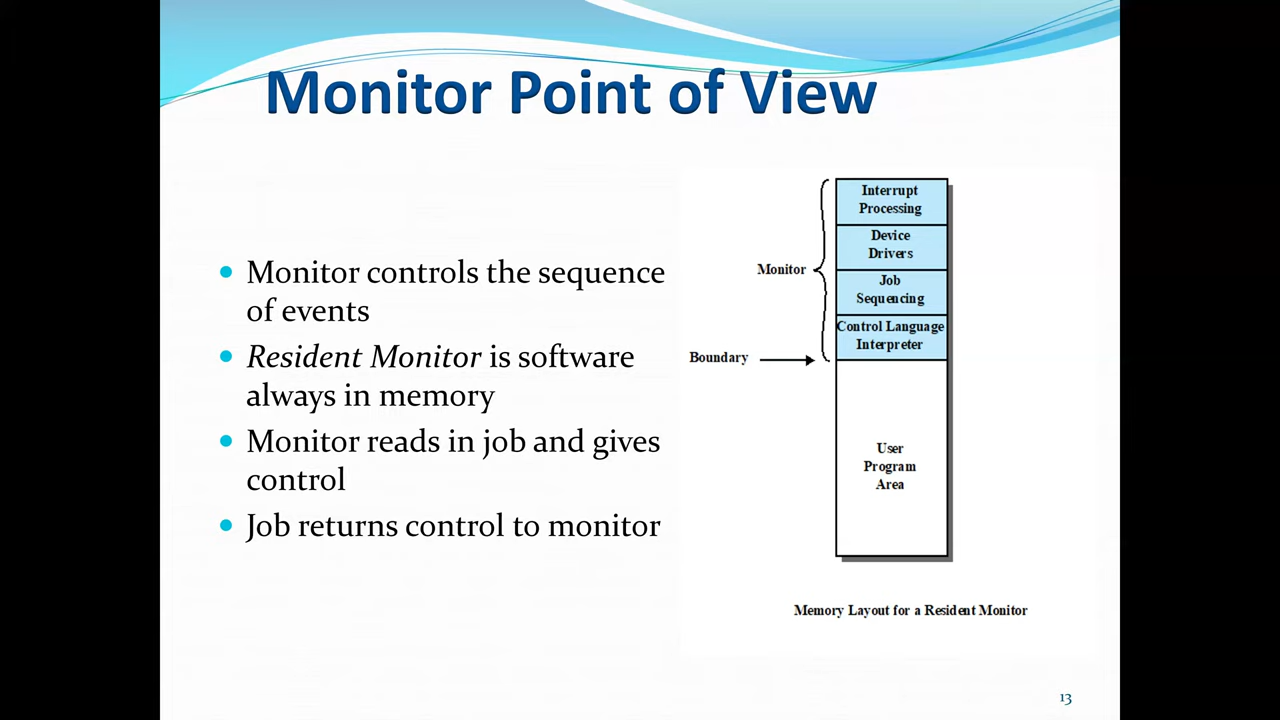 Monitor Point of View
Monitor controls the sequence
of events
Resident Monitor is software
always in memory
Monitor reads in job and gives
control
Job returns control to monitor
Interrupt
Processing
Device
Drivers
Monitor
Job
Sequencing
Control Language
Interpreter
Boundary
User
Program
Area
Memory Layout for a Resident Monitor
13